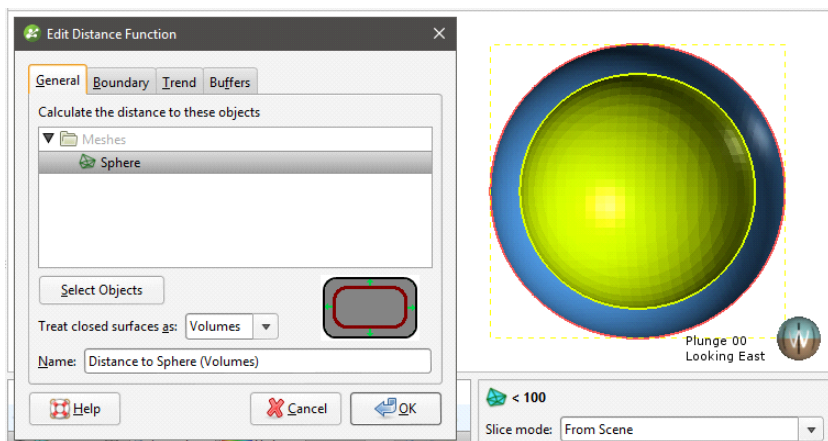 Edit Distance Function
General Boundary Trend Buffers
Calculate the distance to these objects
Meshes
Sphere
Select Objects
Treat closed surfaces as: Volumes
Name: Distance to Sphere (Volumes)
Help Cancel OK
Plunge 00
Looking East
W
< 100
Slice mode: From Scene